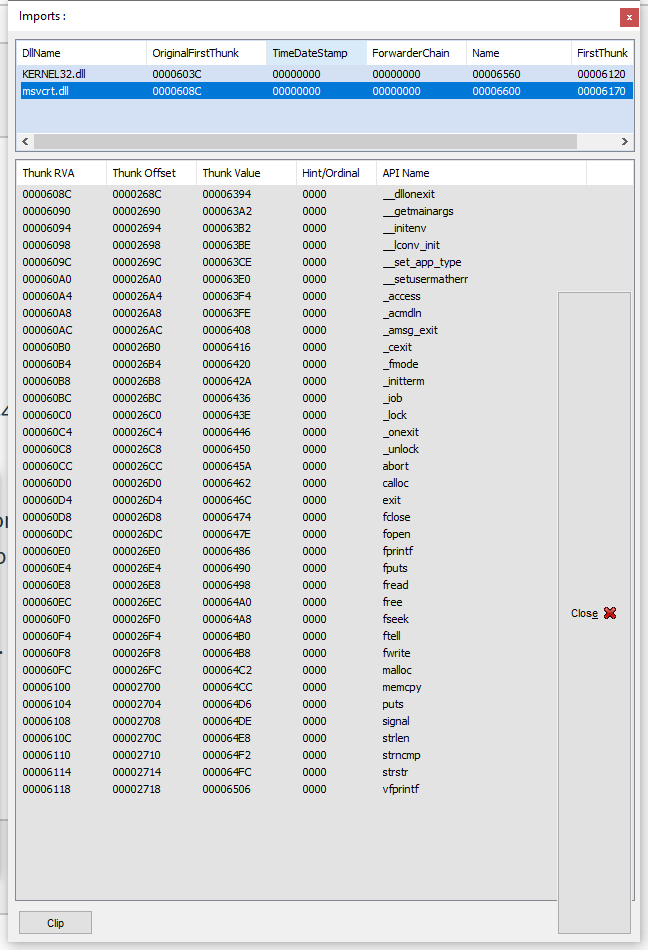 Imports :
DllName OriginalFirstThunk TimeDateStamp ForwarderChain Name FirstThunk
KERNEL32.dll 0000603C 00000000 00000000 00006560 00006120
msvcrt.dll 0000608C 00000000 00000000 00006600 00006170
Thunk RVA Thunk Offset Thunk Value Hint/Ordinal API Name
0000608C 0000268C 00006394 0000 __dllonexit
00006090 00002690 000063A2 0000 __getmainargs
00006094 00002694 000063B2 0000 __initenv
00006098 00002698 000063BE 0000 __lconv_init
0000609C 0000269C 000063CE 0000 __set_app_type
000060A0 000026A0 000063E0 0000 __setusermatherr
000060A4 000026A4 000063F4 0000 _access
000060A8 000026A8 000063FE 0000 _acmdln
000060AC 000026AC 00006408 0000 _amsg_exit
000060B0 000026B0 00006416 0000 _cexit
000060B4 000026B4 00006420 0000 _fmode
000060B8 000026B8 0000642A 0000 _initterm
000060BC 000026BC 00006436 0000 _iob
000060C0 000026C0 0000643E 0000 _lock
000060C4 000026C4 00006446 0000 _onexit
000060C8 000026C8 00006450 0000 _unlock
000060CC 000026CC 0000645A 0000 abort
000060D0 000026D0 00006462 0000 calloc
000060D4 000026D4 0000646C 0000 exit
000060D8 000026D8 00006474 0000 fclose
000060DC 000026DC 0000647E 0000 fopen
000060E0 000026E0 00006486 0000 fprintf
000060E4 000026E4 00006490 0000 fputs
000060E8 000026E8 00006498 0000 fread
000060EC 000026EC 000064A0 0000 free
000060F0 000026F0 000064A8 0000 fseek
000060F4 000026F4 000064B0 0000 ftell
000060F8 000026F8 000064B8 0000 fwrite
000060FC 000026FC 000064C2 0000 malloc
00006100 00002700 000064CC 0000 memcpy
00006104 00002704 000064D6 0000 puts
00006108 00002708 000064DE 0000 signal
0000610C 0000270C 000064E8 0000 strlen
00006110 00002710 000064F2 0000 strncmp
00006114 00002714 000064FC 0000 strstr
00006118 00002718 00006506 0000 vfprintf
Close
Clip